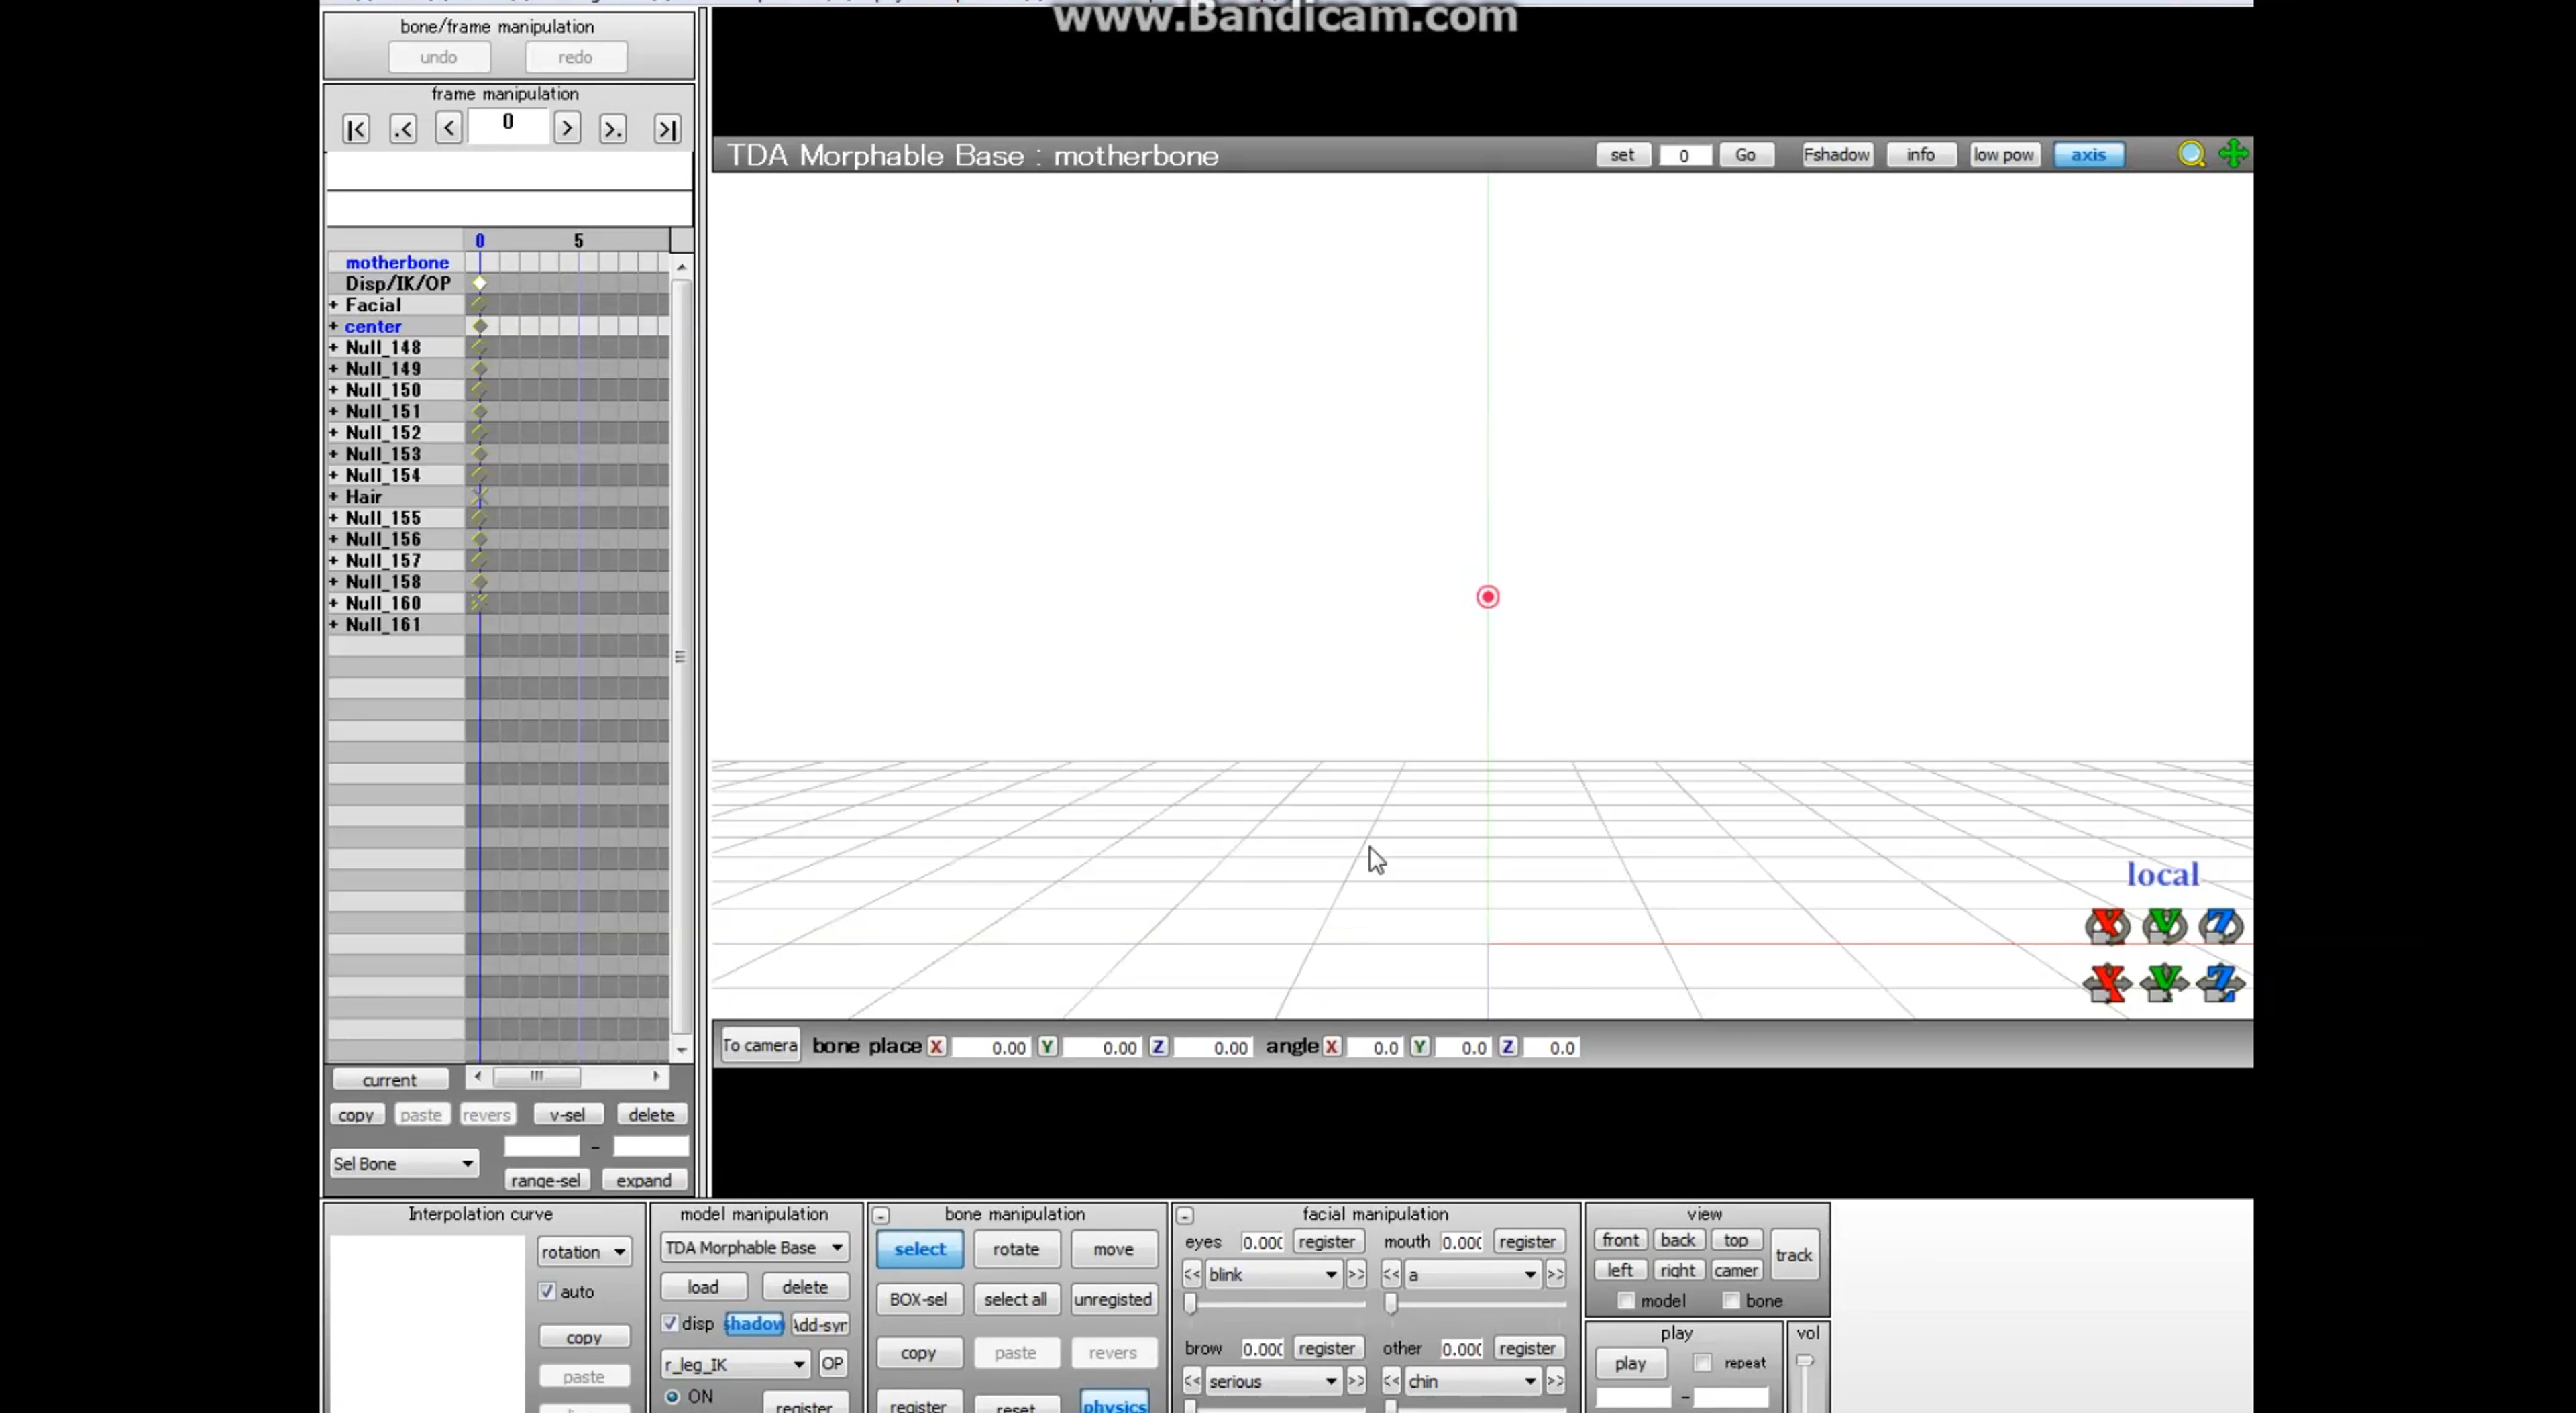 www.Bandicam.com
bone/frame manipulation
undo redo
frame manipulation
|< .< < 0 > >. >|
TDA Morphable Base : motherbone
set 0 Go Fshadow info low pow axis
0 5
motherbone
Disp/IK/OP
+ Facial
+ center
+ Null_148
+ Null_149
+ Null_150
+ Null_151
+ Null_152
+ Null_153
+ Null_154
+ Hair
+ Null_155
+ Null_156
+ Null_157
+ Null_158
+ Null_160
+ Null_161
local
X Y Z
X Y Z
To camera bone place X 0.00 Y 0.00 Z 0.00 angle X 0.0 Y 0.0 Z 0.0
current
copy paste revers v-sel delete
Sel Bone -
range-sel expand
Interpolation curve
rotation
auto
copy
paste
model manipulation
TDA Morphable Base
load delete
disp shadow Add-syn
r_leg_IK OP
ON
register
- bone manipulation
select rotate move
BOX-sel select all unregisted
copy paste revers
register reset physics
- facial manipulation
eyes 0.000 register mouth 0.000 register
<< blink >> << a >>
brow 0.000 register other 0.000 register
<< serious >> << chin >>
view
front back top track
left right camer
model bone
play
play repeat
-
vol